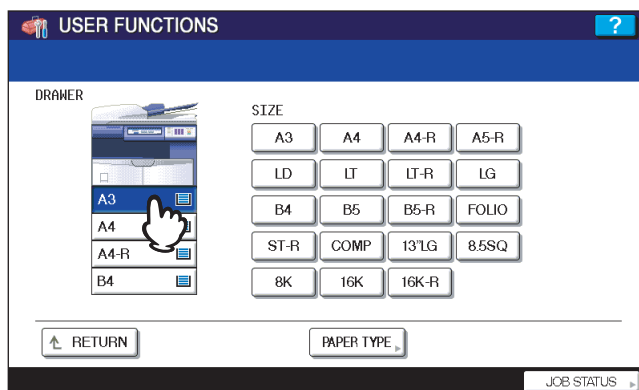 USER FUNCTIONS
?
DRAWER
SIZE
A3 A4 A4-R A5-R
LD LT LT-R LG
B4 B5 B5-R FOLIO
ST-R COMP 13"LG 8.5SQ
8K 16K 16K-R
A3
A4
A4-R
B4
RETURN
PAPER TYPE
JOB STATUS